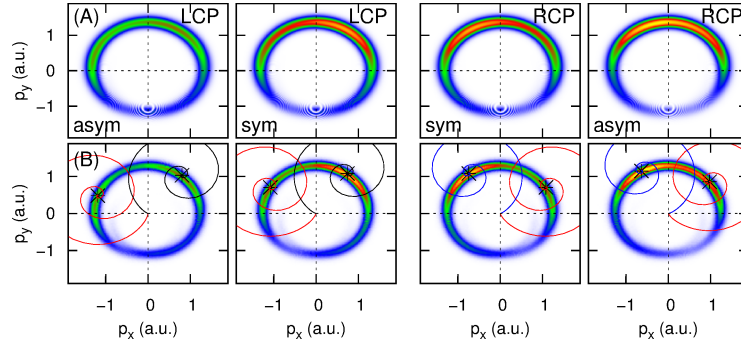 (A) LCP LCP RCP RCP
1
0
−1
p_y (a.u.)
asym sym sym asym
(B)
1
0
−1
p_y (a.u.)
−1 0 1 −1 0 1 −1 0 1 −1 0 1
p_x (a.u.) p_x (a.u.) p_x (a.u.) p_x (a.u.)